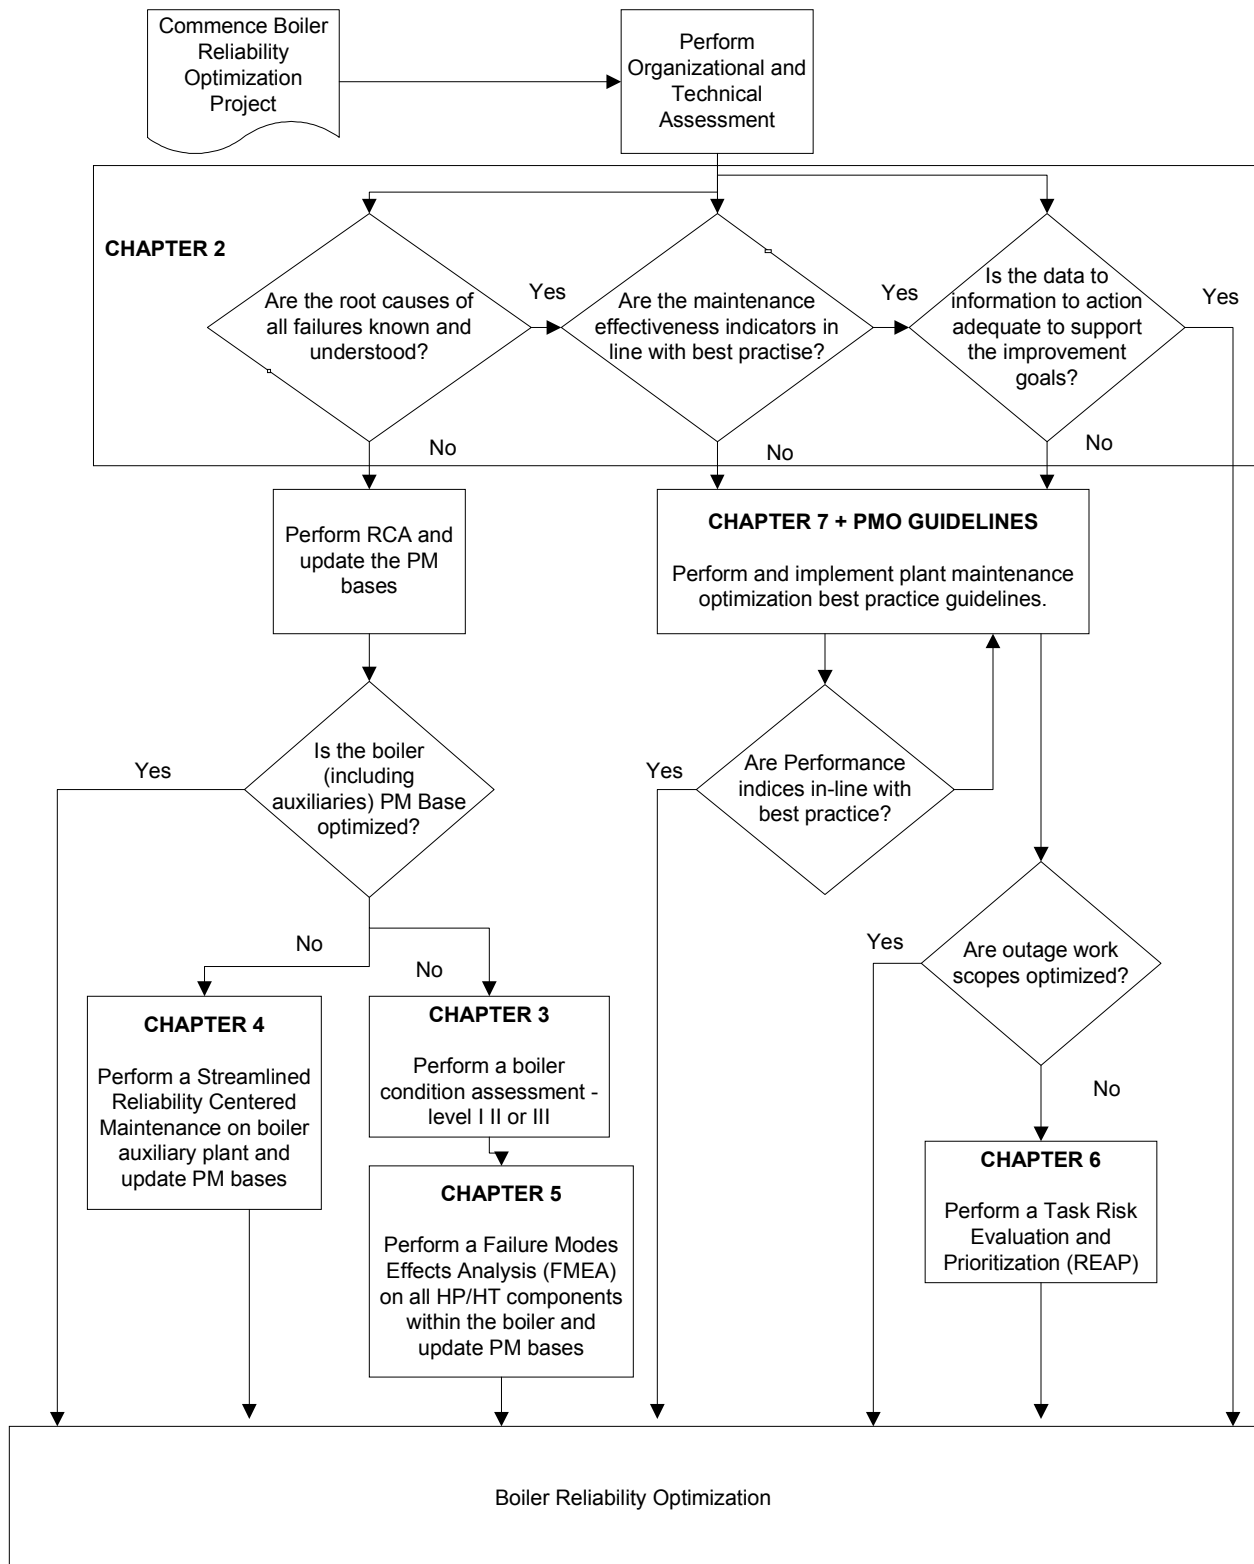 Commence Boiler
Reliability
Optimization
Project
Perform
Organizational and
Technical
Assessment
CHAPTER 2
Are the root causes of
all failures known and
understood?
Yes
Are the maintenance
effectiveness indicators in
line with best practise?
Yes
Is the data to
information to action
adequate to support
the improvement
goals?
Yes
No
No
No
Perform RCA and
update the PM
bases
CHAPTER 7 + PMO GUIDELINES
Perform and implement plant maintenance
optimization best practice guidelines.
Yes
Is the boiler
(including
auxiliaries) PM Base
optimized?
Yes
Are Performance
indices in-line with
best practice?
No
No
Yes
Are outage work
scopes optimized?
No
CHAPTER 4
Perform a Streamlined
Reliability Centered
Maintenance on boiler
auxiliary plant and
update PM bases
CHAPTER 3
Perform a boiler
condition assessment -
level I II or III
CHAPTER 5
Perform a Failure Modes
Effects Analysis (FMEA)
on all HP/HT components
within the boiler and
update PM bases
CHAPTER 6
Perform a Task Risk
Evaluation and
Prioritization (REAP)
Boiler Reliability Optimization